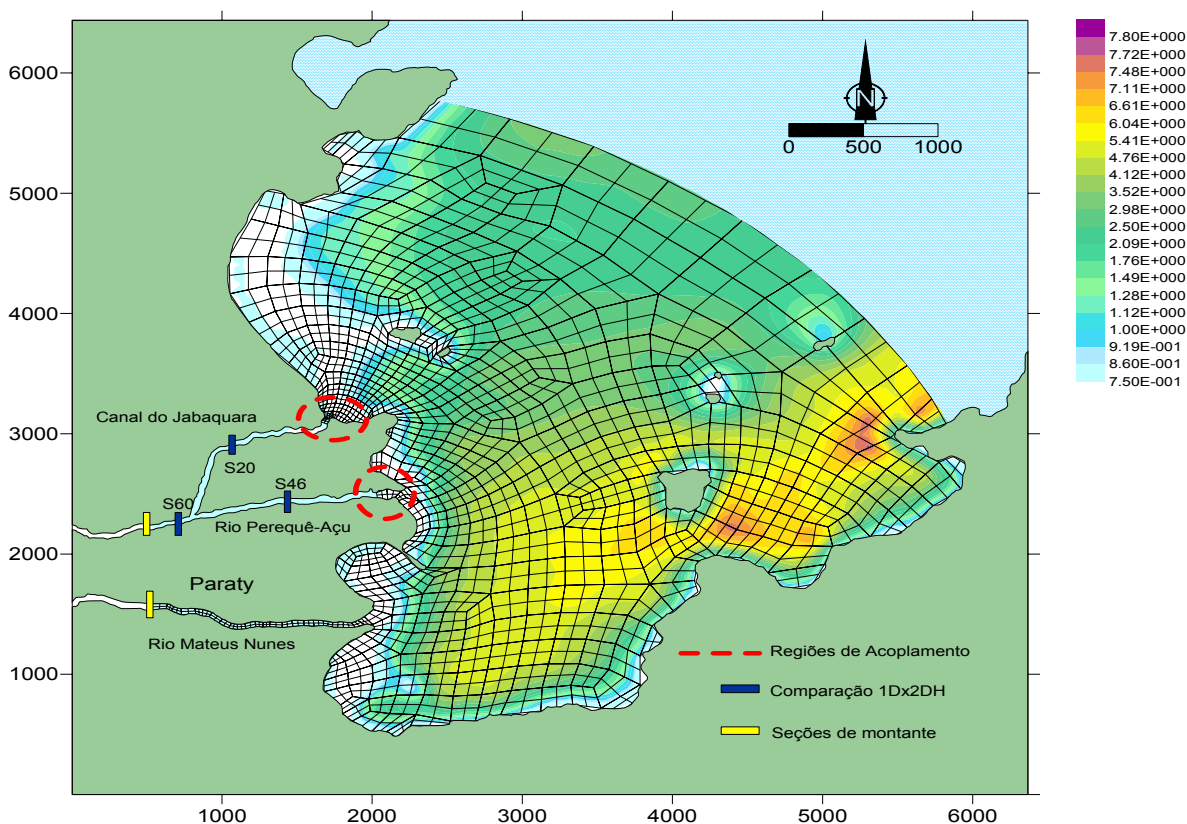 6000
5000
4000
3000
2000
1000
1000
2000
3000
4000
5000
6000
N
0
500
1000
Canal do Jabaquara
S20
S60
S46
Rio Perequê-Açu
Paraty
Rio Mateus Nunes
Regiões de Acoplamento
Comparação 1Dx2DH
Seções de montante
7.80E+000
7.72E+000
7.48E+000
7.11E+000
6.61E+000
6.04E+000
5.41E+000
4.76E+000
4.12E+000
3.52E+000
2.98E+000
2.50E+000
2.09E+000
1.76E+000
1.49E+000
1.28E+000
1.12E+000
1.00E+000
9.19E-001
8.60E-001
7.50E-001